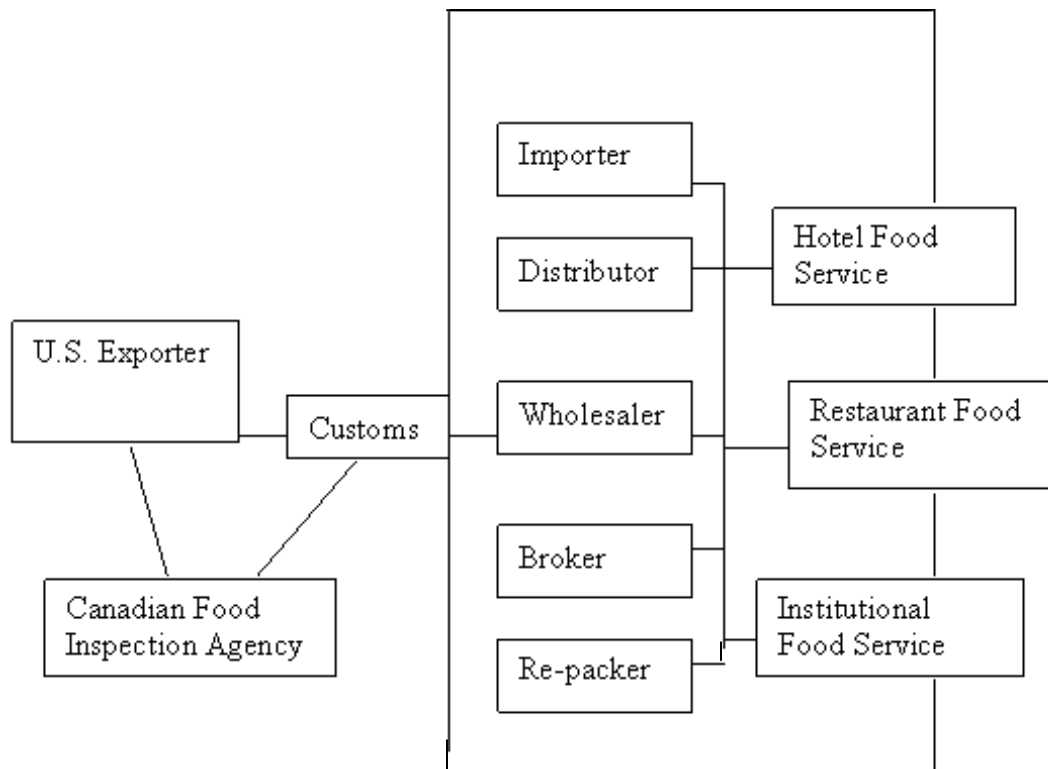 Importer
Distributor
Hotel Food
Service
U.S. Exporter
Customs
Wholesaler
Restaurant Food
Service
Broker
Canadian Food
Inspection Agency
Institutional
Food Service
Re-packer